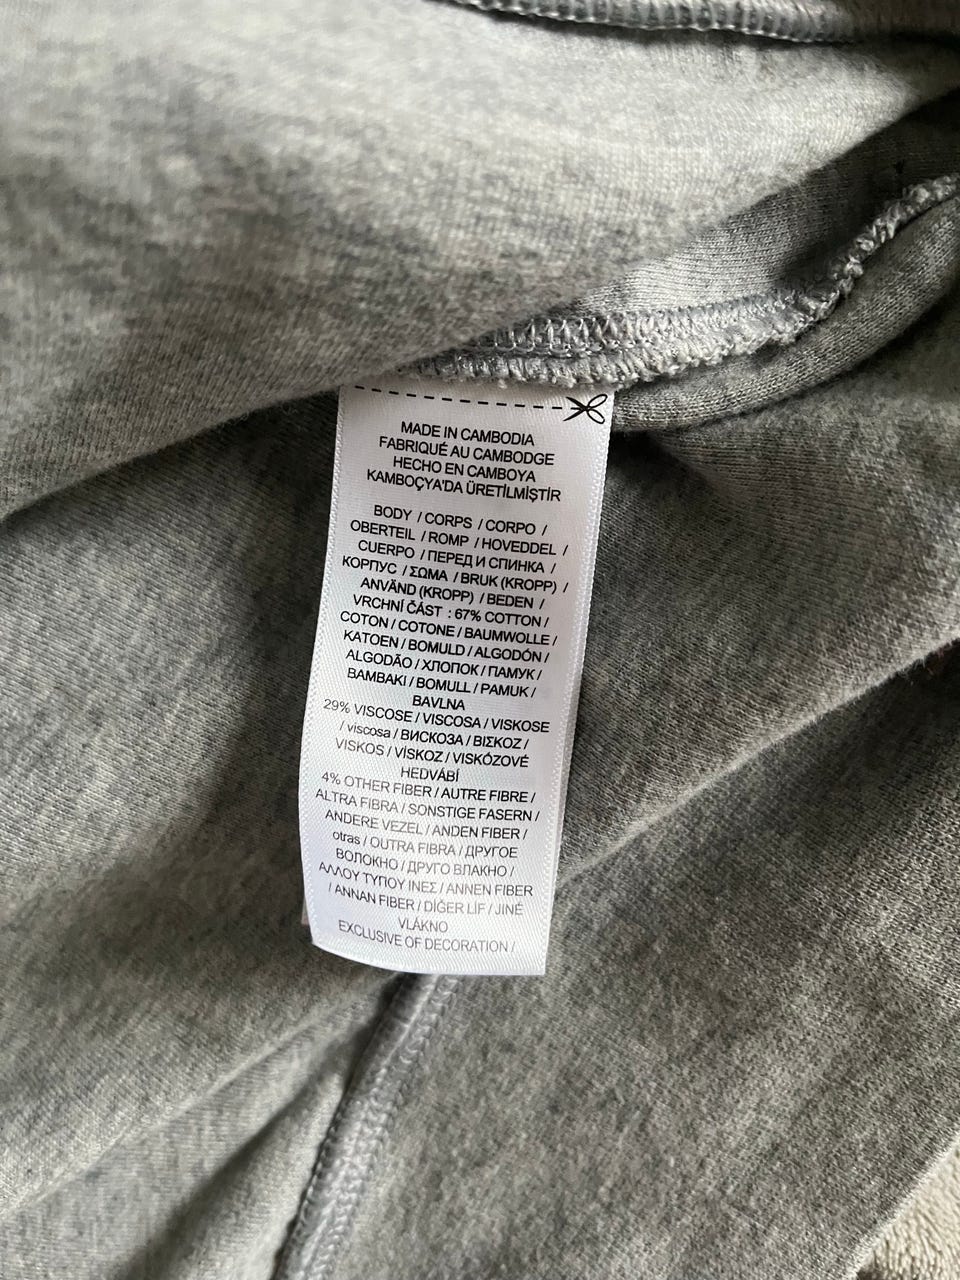 MADE IN CAMBODIA
FABRIQUÉ AU CAMBODGE
HECHO EN CAMBOYA
KAMBOÇYA'DA ÜRETİLMİŞTİR
BODY / CORPS / CORPO /
OBERTEIL / ROMP / HOVEDDEL /
CUERPO / ПЕРЕД И СПИНКА /
КОРПУС / ΣΩΜΑ / BRUK (KROPP) /
ANVÄND (KROPP) / BEDEN /
VRCHNÍ ČÁST : 67% COTTON /
COTON / COTONE / BAUMWOLLE /
KATOEN / BOMULD / ALGODÓN /
ALGODÃO / ХЛОПОК / ПАМУК /
BAMBAKI / BOMULL / PAMUK /
BAVLNA
29% VISCOSE / VISCOSA / VISKOSE
/ viscosa / ВИСКОЗА / ΒΙΣΚΟΖ /
VISKOS / VİSKOZ / VISKÓZOVÉ
HEDVÁBÍ
4% OTHER FIBER / AUTRE FIBRE /
ALTRA FIBRA / SONSTIGE FASERN /
ANDERE VEZEL / ANDEN FIBER /
otras / OUTRA FIBRA / ДРУГОЕ
ВОЛОКНО / ДРУГО ВЛАКНО /
ΑΛΛΟΥ ΤΥΠΟΥ ΙΝΕΣ / ANNEN FIBER
/ ANNAN FIBER / DİĞER LİF / JINÉ
VLÁKNO
EXCLUSIVE OF DECORATION /